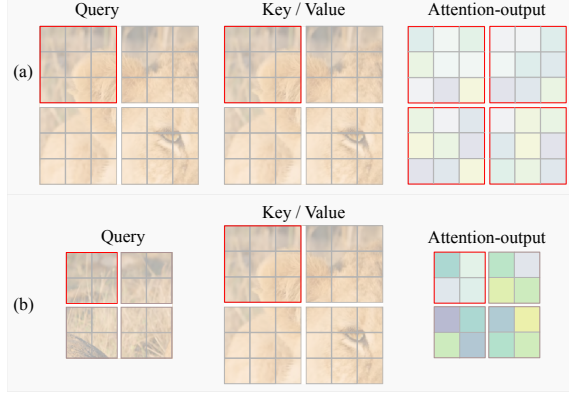 Query Key / Value Attention-output
(a)
Key / Value
Query Attention-output
(b)